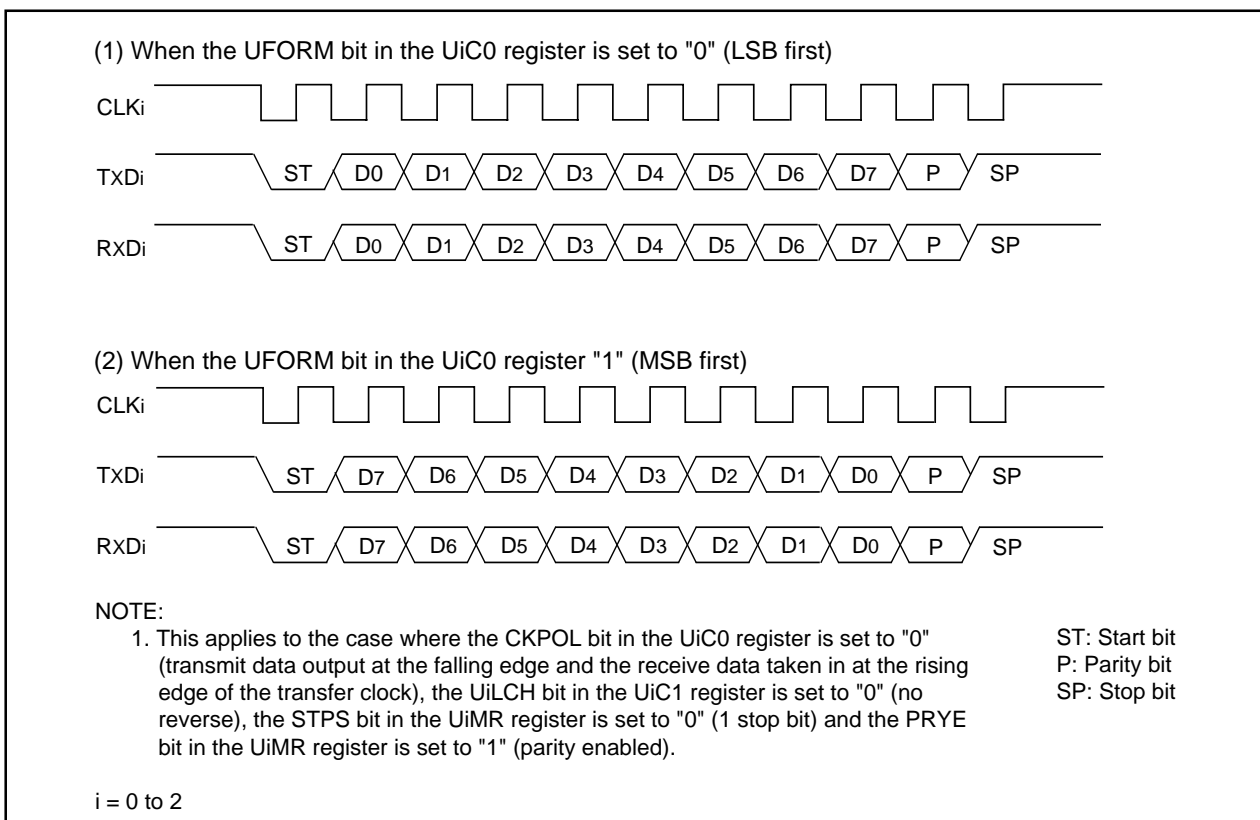 (1) When the UFORM bit in the UiC0 register is set to "0" (LSB first)
CLKi
TXDi ST D0 D1 D2 D3 D4 D5 D6 D7 P SP
RXDi ST D0 D1 D2 D3 D4 D5 D6 D7 P SP
(2) When the UFORM bit in the UiC0 register "1" (MSB first)
CLKi
TXDi ST D7 D6 D5 D4 D3 D2 D1 D0 P SP
RXDi ST D7 D6 D5 D4 D3 D2 D1 D0 P SP
NOTE:
1. This applies to the case where the CKPOL bit in the UiC0 register is set to "0"
(transmit data output at the falling edge and the receive data taken in at the rising
edge of the transfer clock), the UiLCH bit in the UiC1 register is set to "0" (no
reverse), the STPS bit in the UiMR register is set to "0" (1 stop bit) and the PRYE
bit in the UiMR register is set to "1" (parity enabled).
ST: Start bit
P: Parity bit
SP: Stop bit
i = 0 to 2